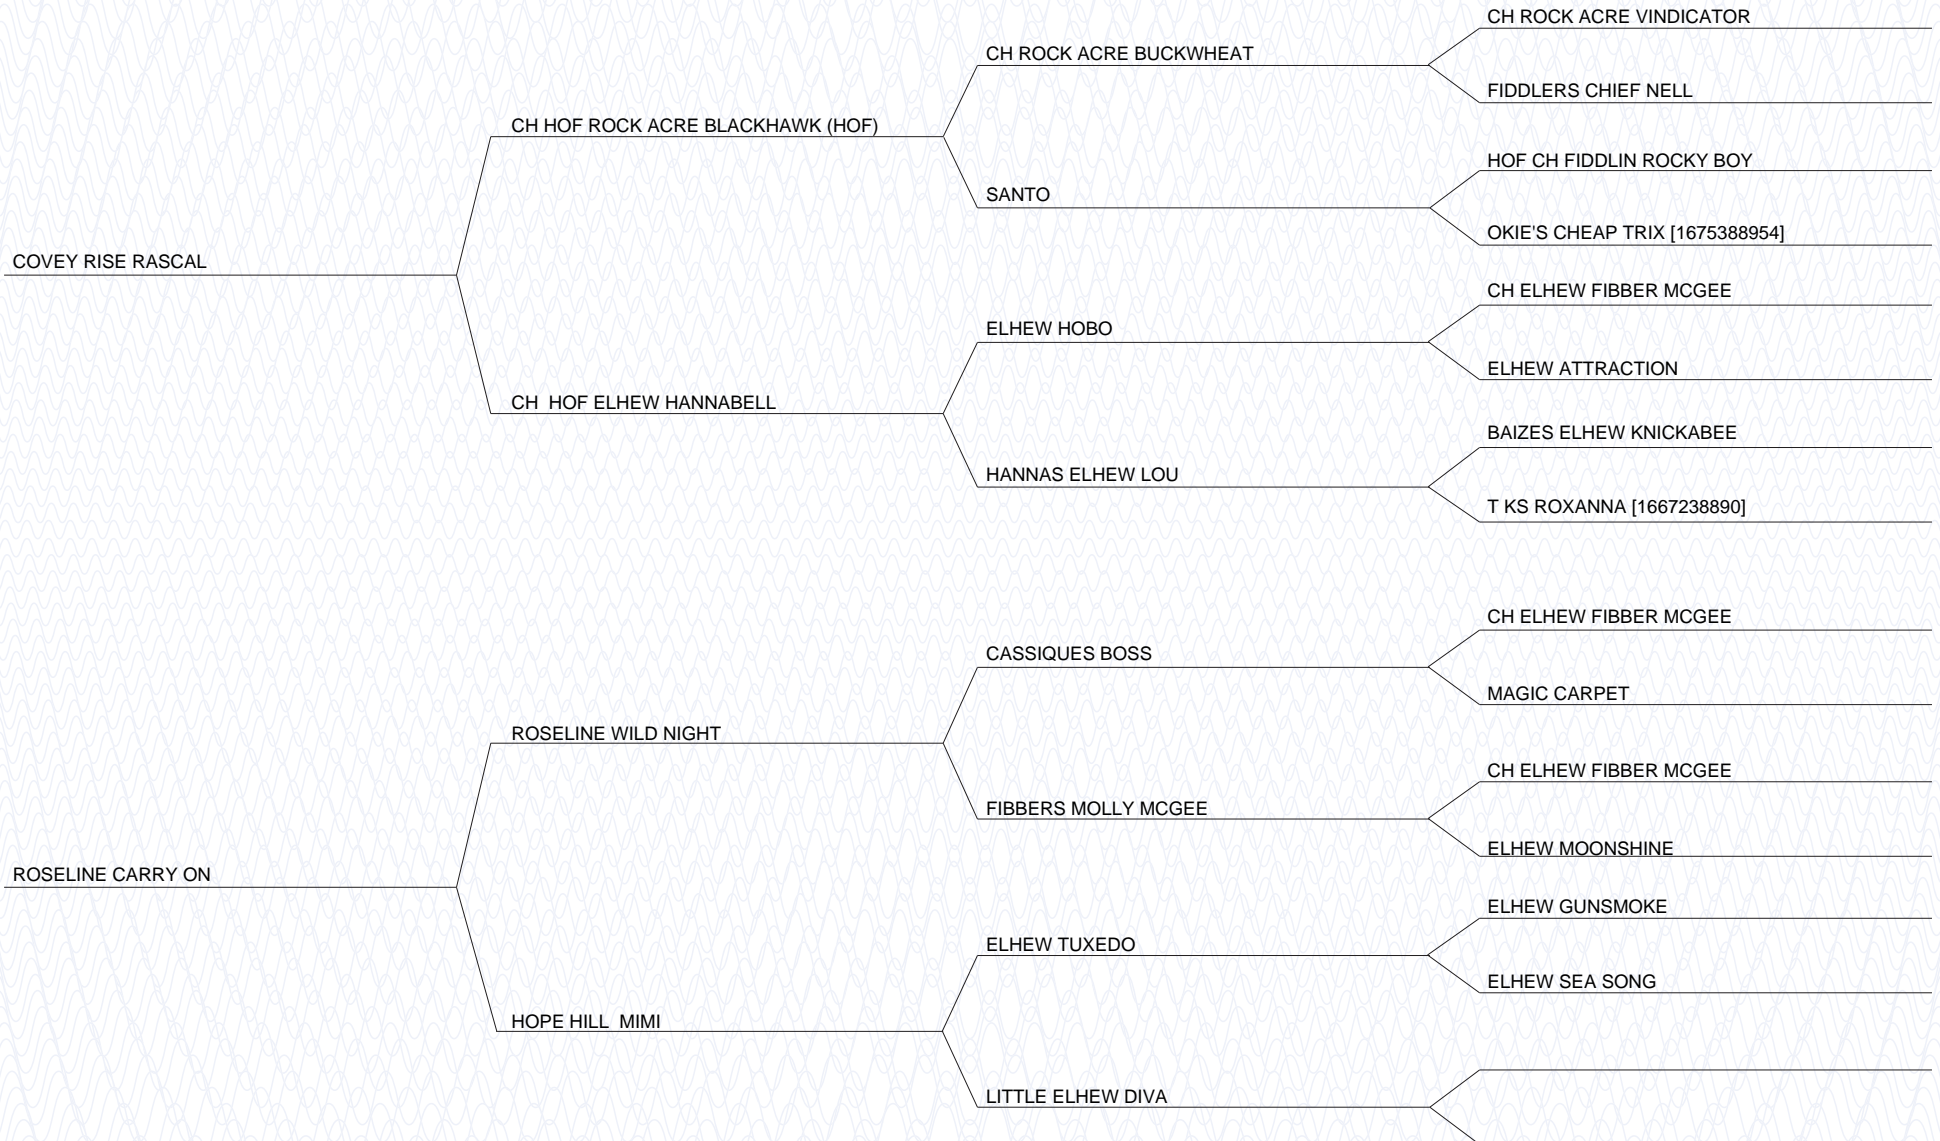 CH ROCK ACRE VINDICATOR
CH ROCK ACRE BUCKWHEAT
FIDDLERS CHIEF NELL
CH HOF ROCK ACRE BLACKHAWK (HOF)
HOF CH FIDDLIN ROCKY BOY
SANTO
OKIE'S CHEAP TRIX [1675388954]
COVEY RISE RASCAL
CH ELHEW FIBBER MCGEE
ELHEW HOBO
ELHEW ATTRACTION
CH  HOF ELHEW HANNABELL
BAIZES ELHEW KNICKABEE
HANNAS ELHEW LOU
T KS ROXANNA [1667238890]
CH ELHEW FIBBER MCGEE
CASSIQUES BOSS
MAGIC CARPET
ROSELINE WILD NIGHT
CH ELHEW FIBBER MCGEE
FIBBERS MOLLY MCGEE
ELHEW MOONSHINE
ROSELINE CARRY ON
ELHEW GUNSMOKE
ELHEW TUXEDO
ELHEW SEA SONG
HOPE HILL  MIMI
LITTLE ELHEW DIVA